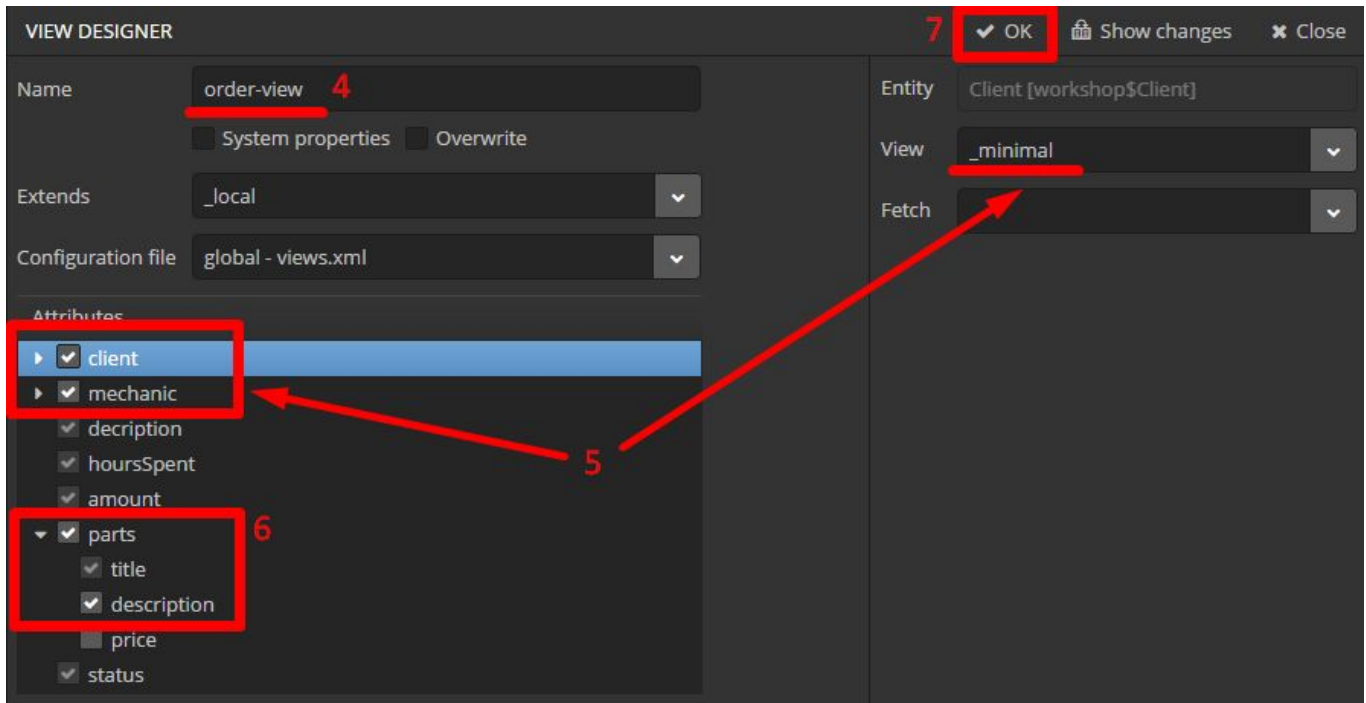 VIEW DESIGNER 7 OK Show changes Close
Name order-view 4
System properties Overwrite
Extends _local
Configuration file global - views.xml
Attributes
client
mechanic
decription
hoursSpent
amount
parts 6
title
description
price
status
5
Entity Client [workshop$Client]
View _minimal
Fetch